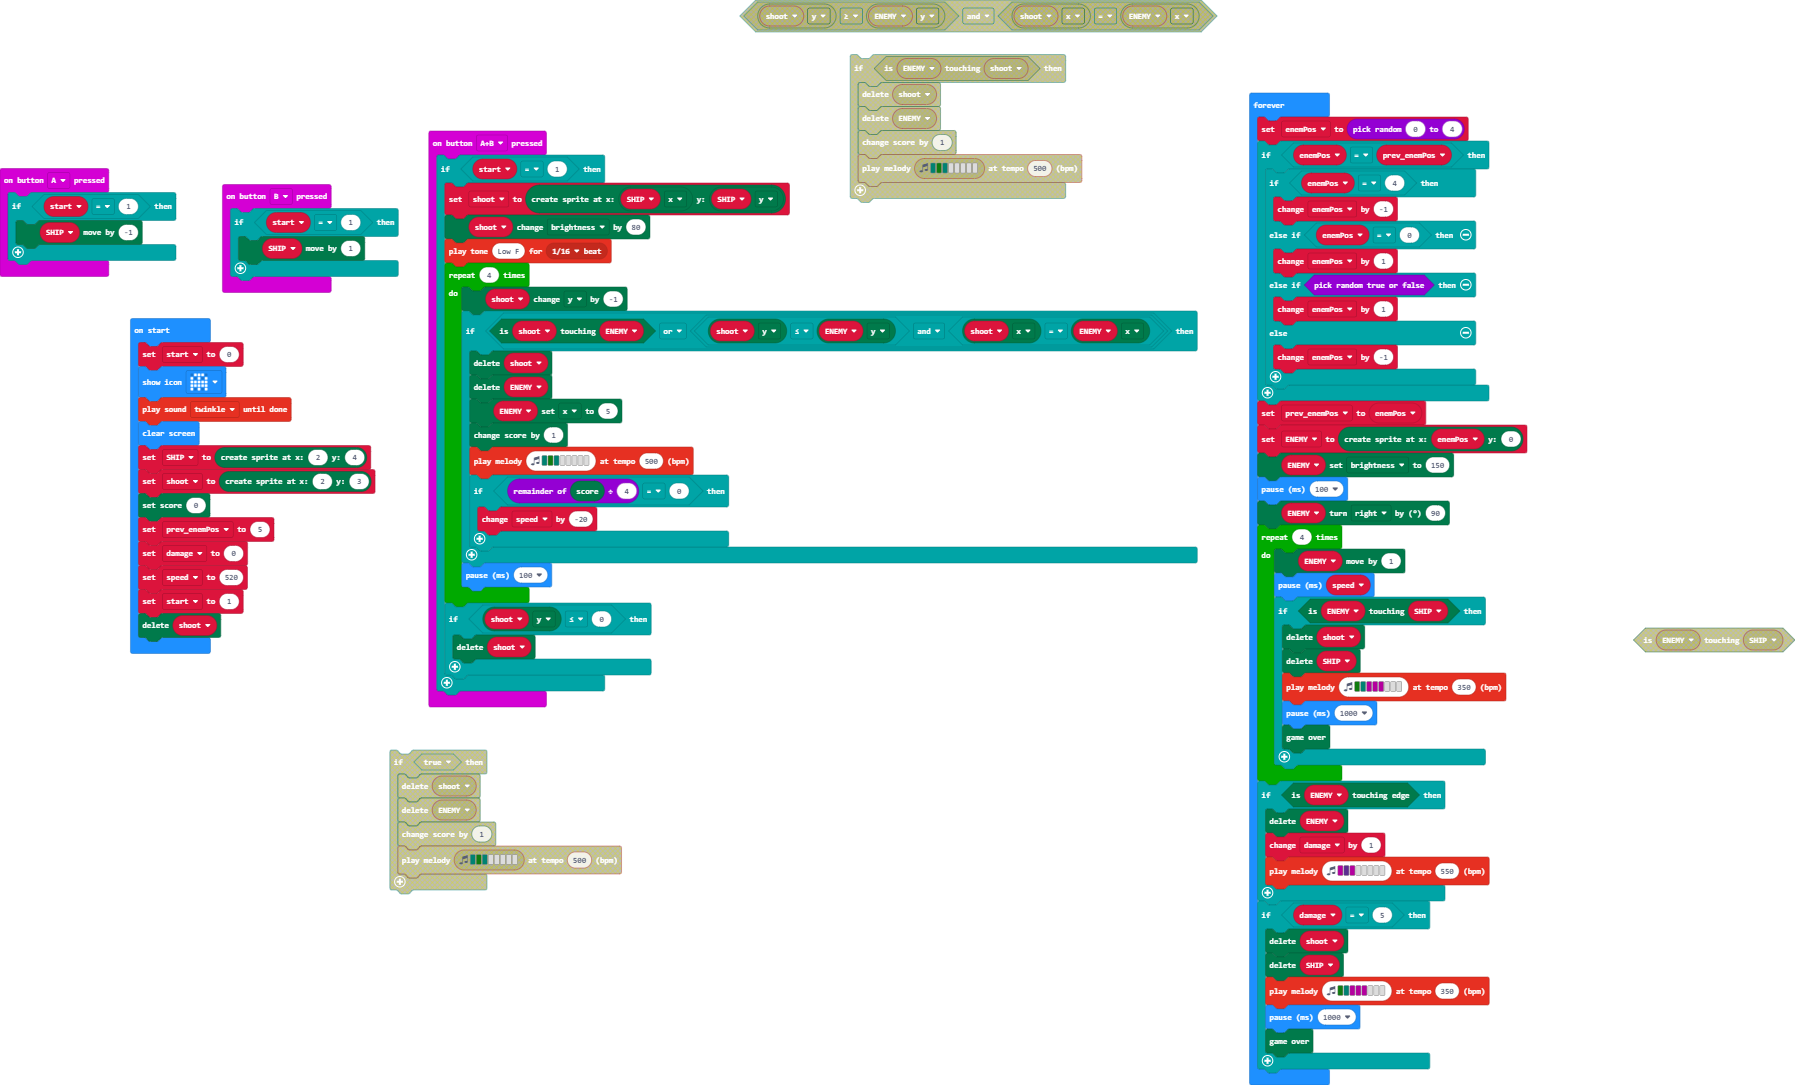 shoot y ≥ ENEMY y and shoot x = ENEMY x
if is ENEMY touching shoot then
delete shoot
delete ENEMY
change score by 1
play melody at tempo 500 (bpm)
on button A pressed
if start = 1 then
SHIP move by -1
on button B pressed
if start = 1 then
SHIP move by 1
on start
set start to 0
show icon
play sound twinkle until done
clear screen
set SHIP to create sprite at x: 2 y: 4
set shoot to create sprite at x: 2 y: 3
set score 0
set prev_enemPos to 5
set damage to 0
set speed to 520
set start to 1
delete shoot
on button A+B pressed
if start = 1 then
set shoot to create sprite at x: SHIP x y: SHIP y
shoot change brightness by 80
play tone Low F for 1/16 beat
repeat 4 times
do
shoot change y by -1
if is shoot touching ENEMY or shoot y ≤ ENEMY y and shoot x = ENEMY x then
delete shoot
delete ENEMY
ENEMY set x to 5
change score by 1
play melody at tempo 500 (bpm)
if remainder of score ÷ 4 = 0 then
change speed by -20
pause (ms) 100
if shoot y ≤ 0 then
delete shoot
if true then
delete shoot
delete ENEMY
change score by 1
play melody at tempo 500 (bpm)
forever
set enemPos to pick random 0 to 4
if enemPos = prev_enemPos then
if enemPos = 4 then
change enemPos by -1
else if enemPos = 0 then
change enemPos by 1
else if pick random true or false then
change enemPos by 1
else
change enemPos by -1
set prev_enemPos to enemPos
set ENEMY to create sprite at x: enemPos y: 0
ENEMY set brightness to 150
pause (ms) 100
ENEMY turn right by (°) 90
repeat 4 times
do
ENEMY move by 1
pause (ms) speed
if is ENEMY touching SHIP then
delete shoot
delete SHIP
play melody at tempo 350 (bpm)
pause (ms) 1000
game over
if is ENEMY touching edge then
delete ENEMY
change damage by 1
play melody at tempo 550 (bpm)
if damage = 5 then
delete shoot
delete SHIP
play melody at tempo 350 (bpm)
pause (ms) 1000
game over
is ENEMY touching SHIP